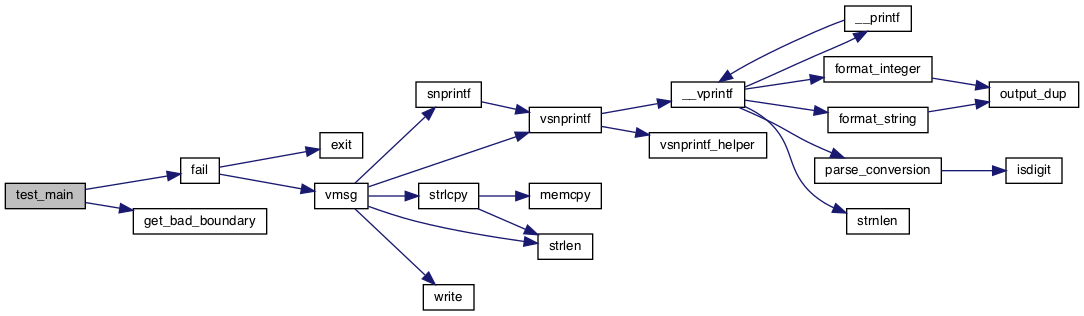 test_main
fail
get_bad_boundary
exit
vmsg
snprintf
strlcpy
write
vsnprintf
memcpy
strlen
__vprintf
vsnprintf_helper
__printf
format_integer
format_string
parse_conversion
strnlen
output_dup
isdigit